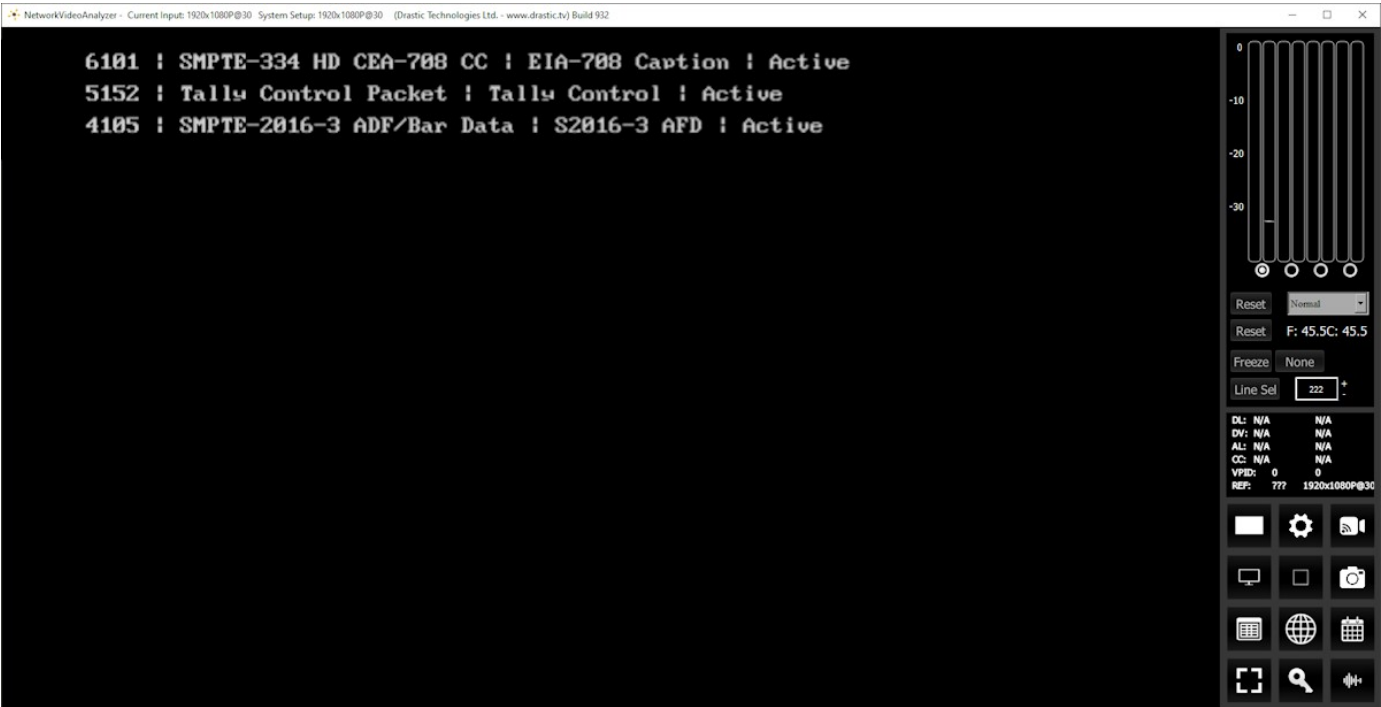 NetworkVideoAnalyzer - Current Input: 1920x1080P@30 System Setup: 1920x1080P@30 (Drastic Technologies Ltd. - www.drastic.tv) Build 932
6101 | SMPTE-334 HD CEA-708 CC | EIA-708 Caption | Active
5152 | Tally Control Packet | Tally Control | Active
4105 | SMPTE-2016-3 ADF/Bar Data | S2016-3 AFD | Active
0
-10
-20
-30
Reset Normal
Reset F: 45.5C: 45.5
Freeze None
Line Sel 222 + -
DL: N/A N/A
DV: N/A N/A
AL: N/A N/A
CC: N/A N/A
VPID: 0 0
REF: ??? 1920x1080P@30